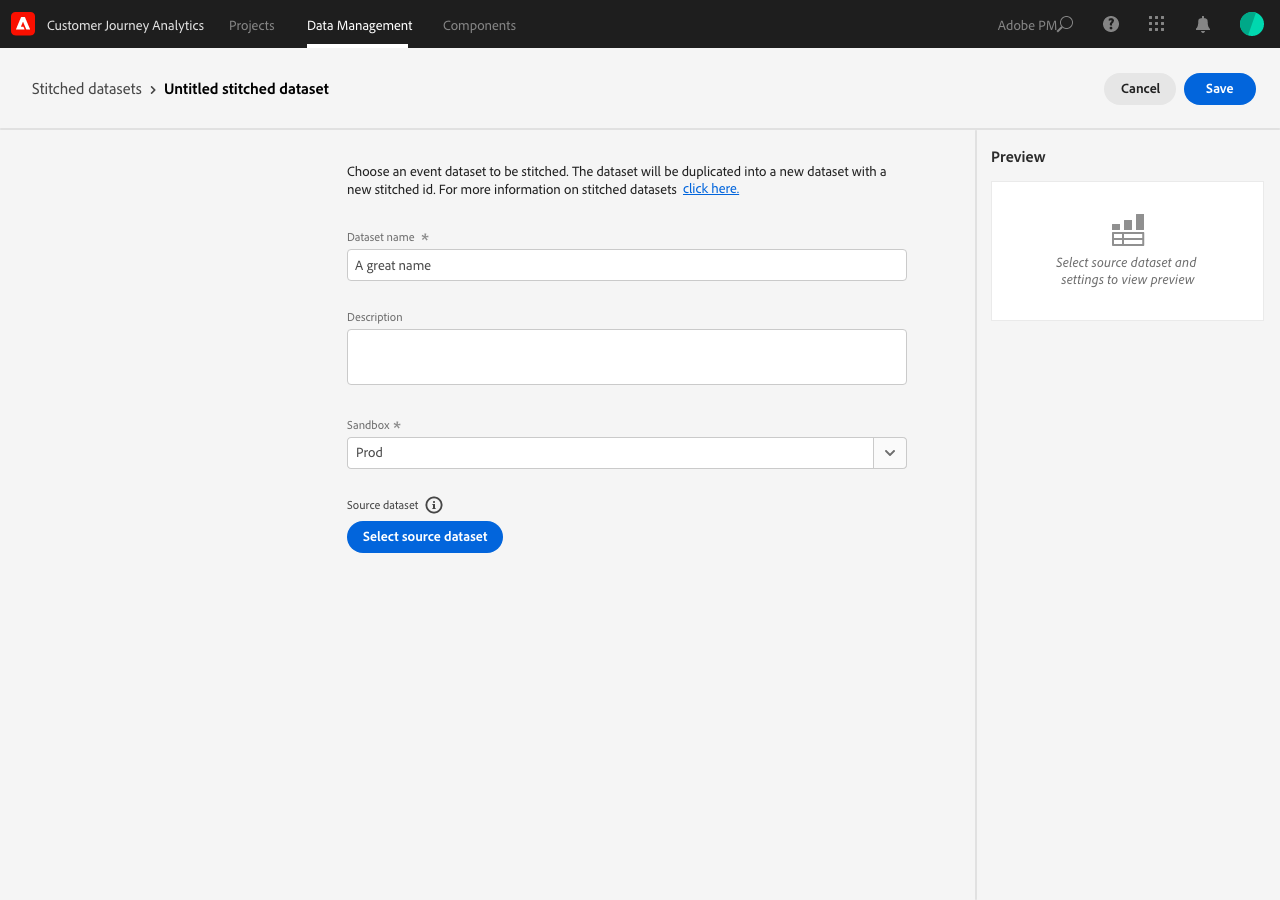 Customer Journey Analytics Projects Data Management Components Adobe PM
Stitched datasets › Untitled stitched dataset Cancel Save
Choose an event dataset to be stitched. The dataset will be duplicated into a new dataset with a
new stitched id. For more information on stitched datasets click here.
Dataset name *
A great name
Description
Sandbox *
Prod
Source dataset
Select source dataset
Preview
Select source dataset and
settings to view preview